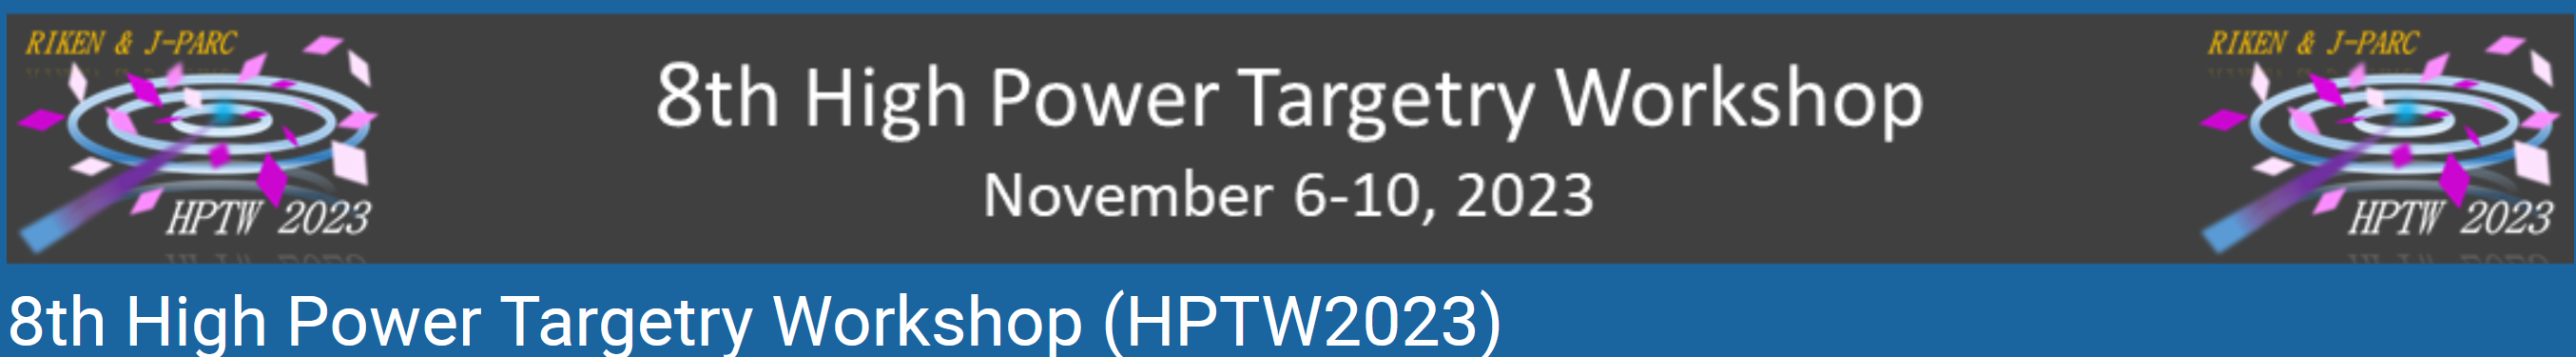 RIKEN & J-PARC
HPTW 2023
8th High Power Targetry Workshop
November 6-10, 2023
RIKEN & J-PARC
HPTW 2023
8th High Power Targetry Workshop (HPTW2023)